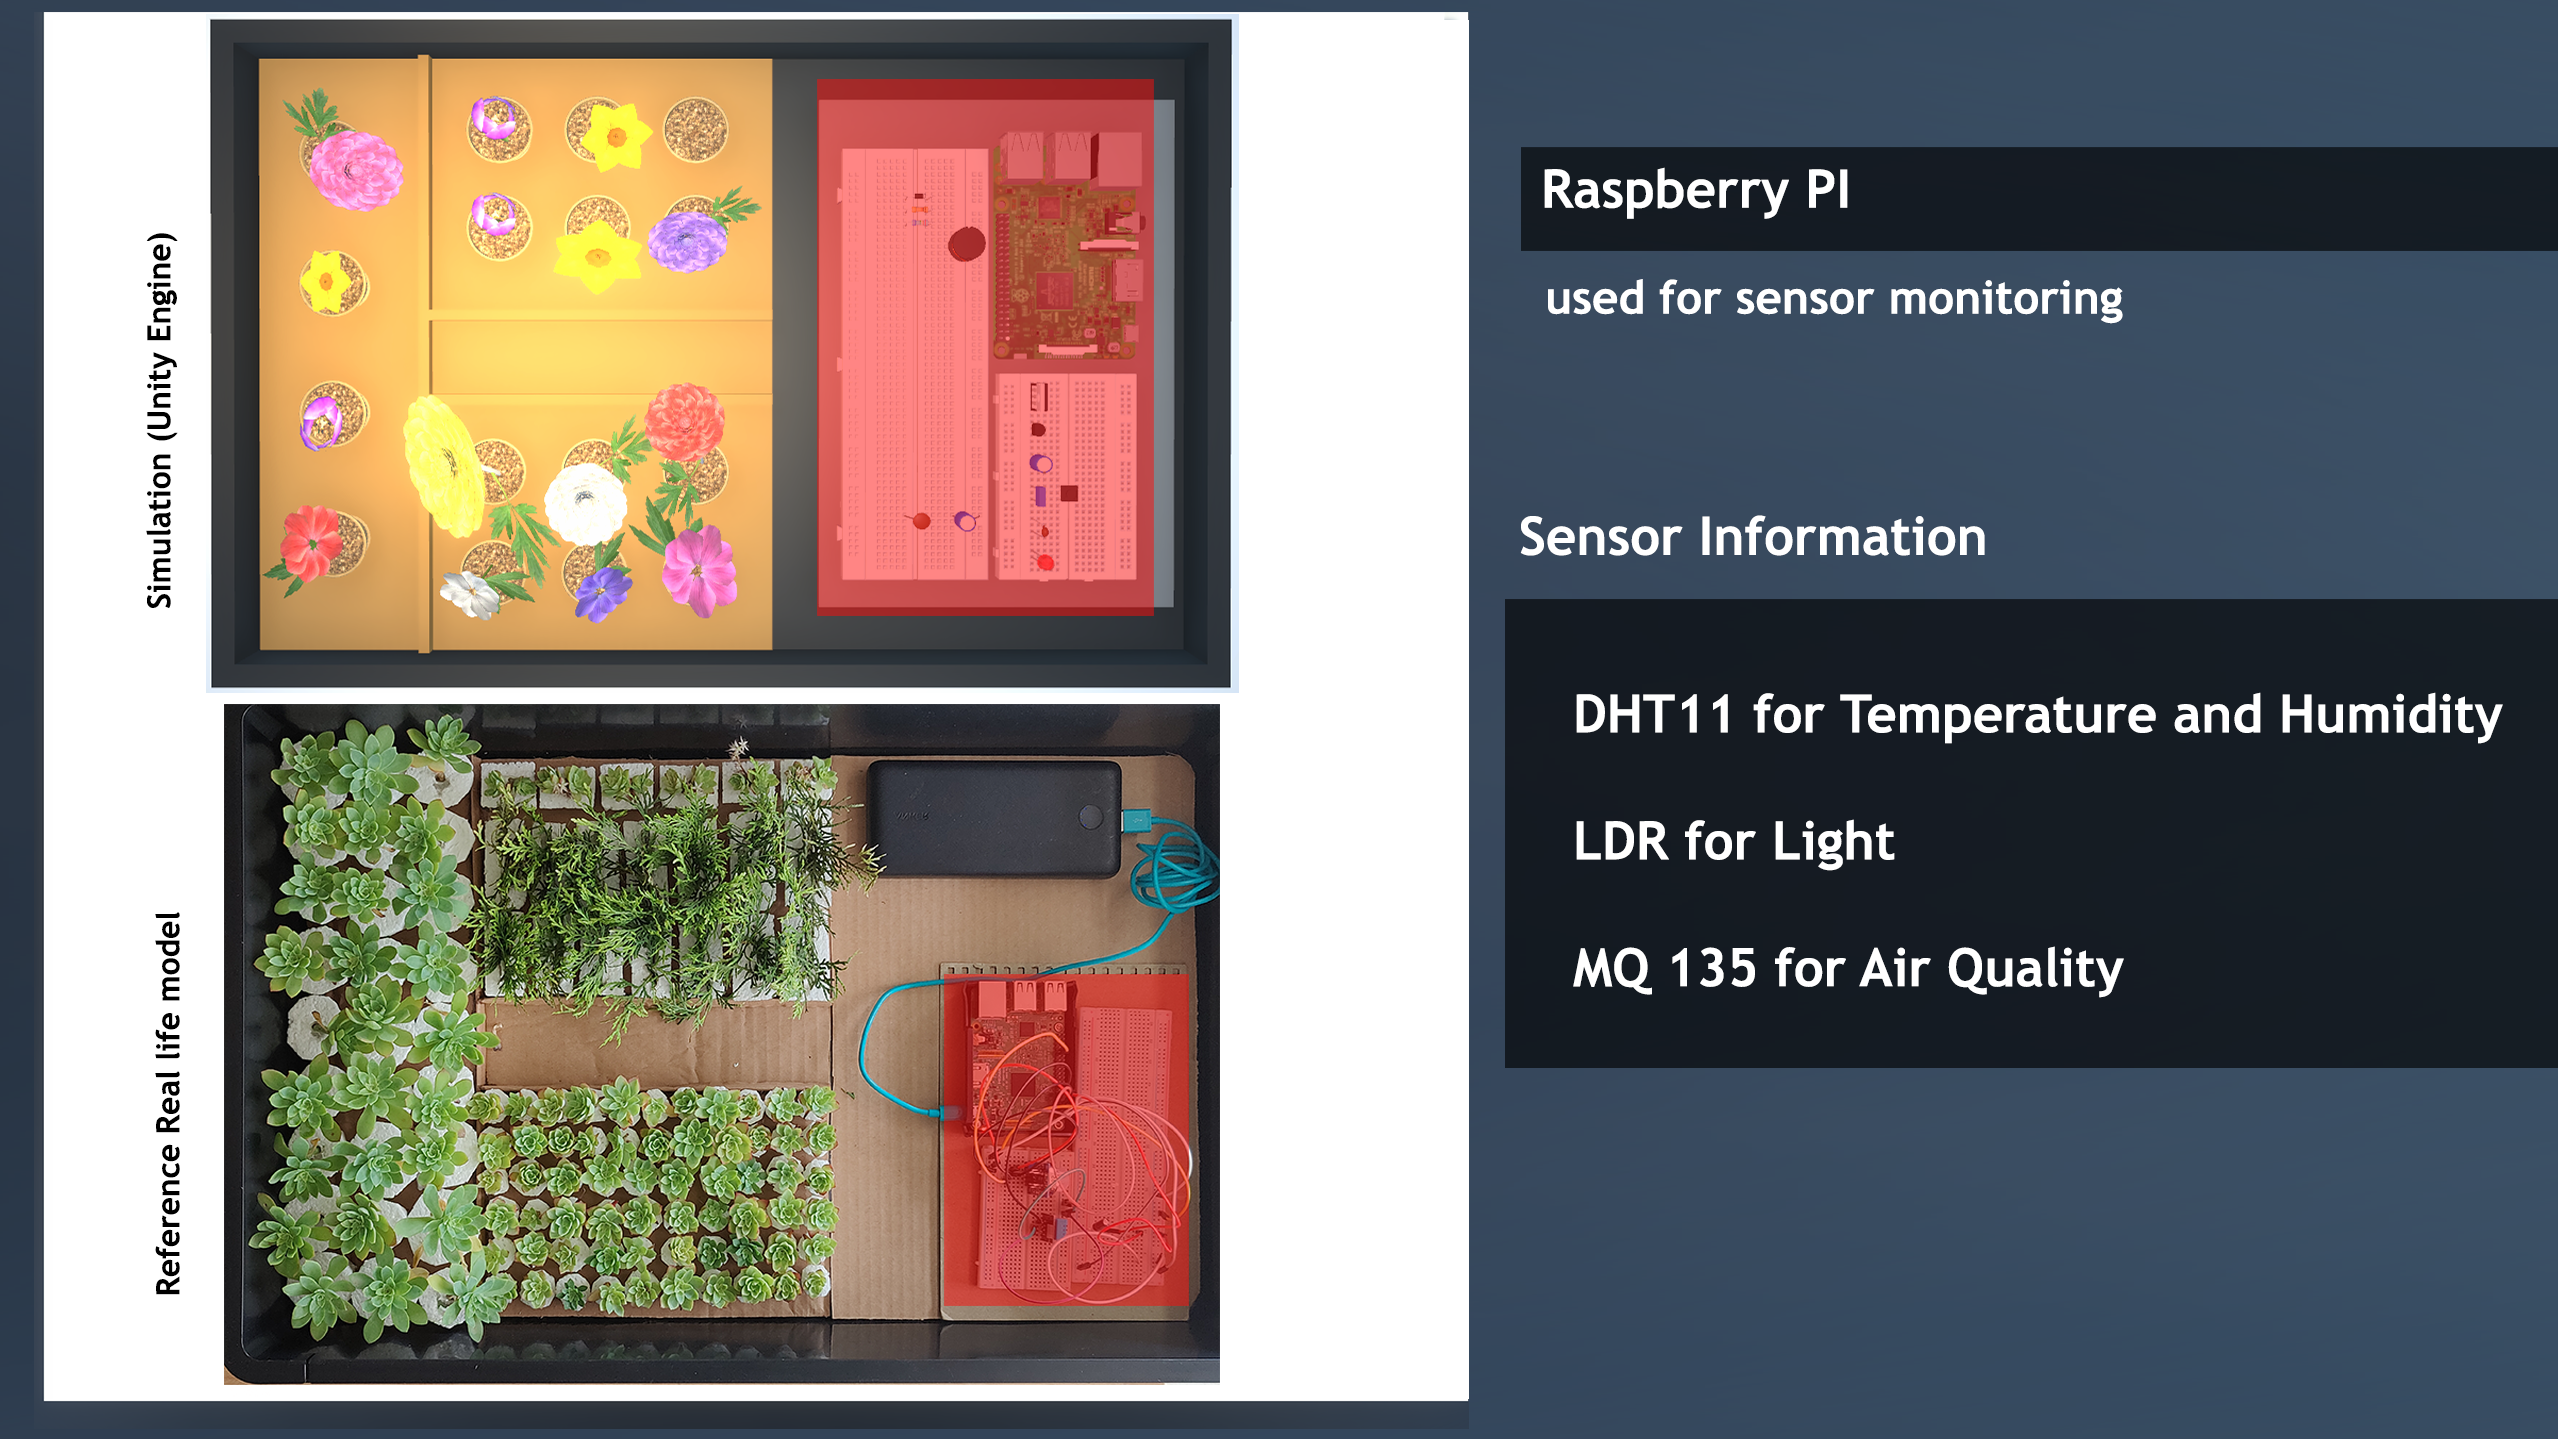 Simulation (Unity Engine)
Reference Real life model
Raspberry PI
used for sensor monitoring
Sensor Information
DHT11 for Temperature and Humidity
LDR for Light
MQ 135 for Air Quality
ANKER